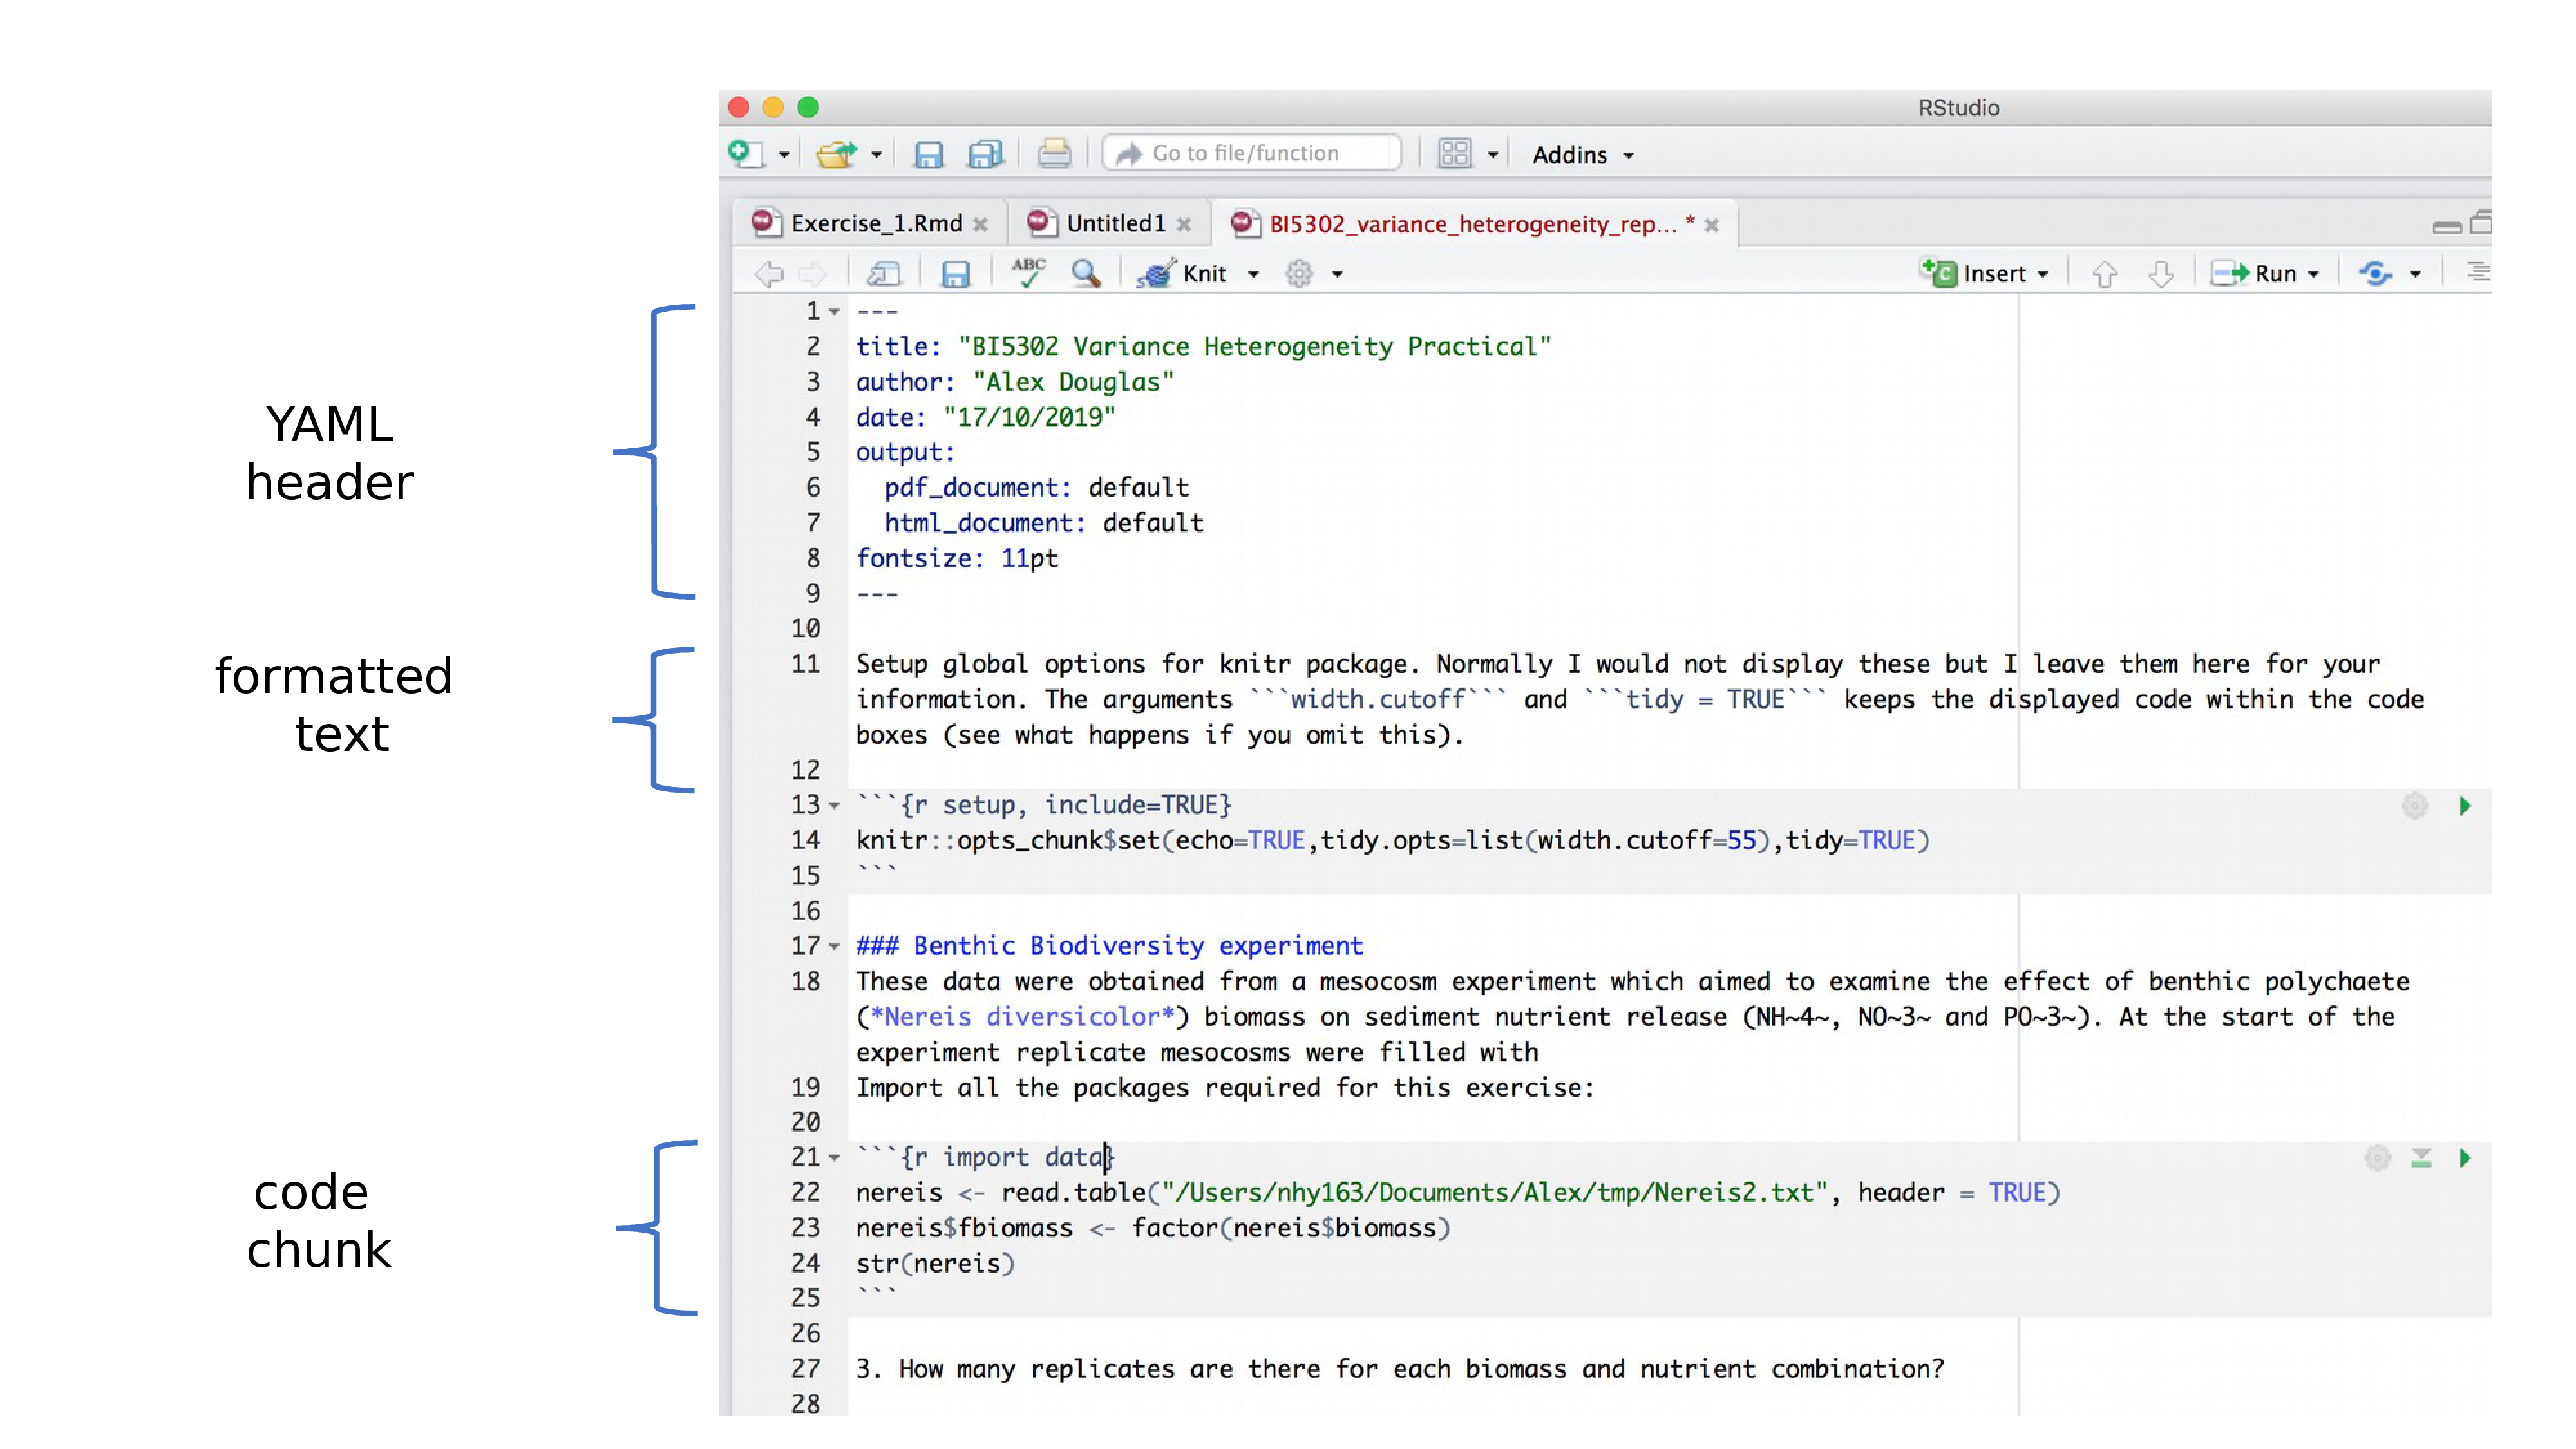 RStudio
Go to file/function
Addins
Exercise_1.Rmd
Untitled1
BI5302_variance_heterogeneity_rep... *
ABC
Knit
Insert
Run
YAML
header
formatted
text
code
chunk
1 ---
2 title: "BI5302 Variance Heterogeneity Practical"
3 author: "Alex Douglas"
4 date: "17/10/2019"
5 output:
6   pdf_document: default
7   html_document: default
8 fontsize: 11pt
9 ---
10
11 Setup global options for knitr package. Normally I would not display these but I leave them here for your
information. The arguments ```width.cutoff``` and ```tidy = TRUE``` keeps the displayed code within the code
boxes (see what happens if you omit this).
12
13 ```{r setup, include=TRUE}
14 knitr::opts_chunk$set(echo=TRUE,tidy.opts=list(width.cutoff=55),tidy=TRUE)
15 ```
16
17 ### Benthic Biodiversity experiment
18 These data were obtained from a mesocosm experiment which aimed to examine the effect of benthic polychaete
(*Nereis diversicolor*) biomass on sediment nutrient release (NH~4~, NO~3~ and PO~3~). At the start of the
experiment replicate mesocosms were filled with
19 Import all the packages required for this exercise:
20
21 ```{r import data}
22 nereis <- read.table("/Users/nhy163/Documents/Alex/tmp/Nereis2.txt", header = TRUE)
23 nereis$fbiomass <- factor(nereis$biomass)
24 str(nereis)
25 ```
26
27 3. How many replicates are there for each biomass and nutrient combination?
28